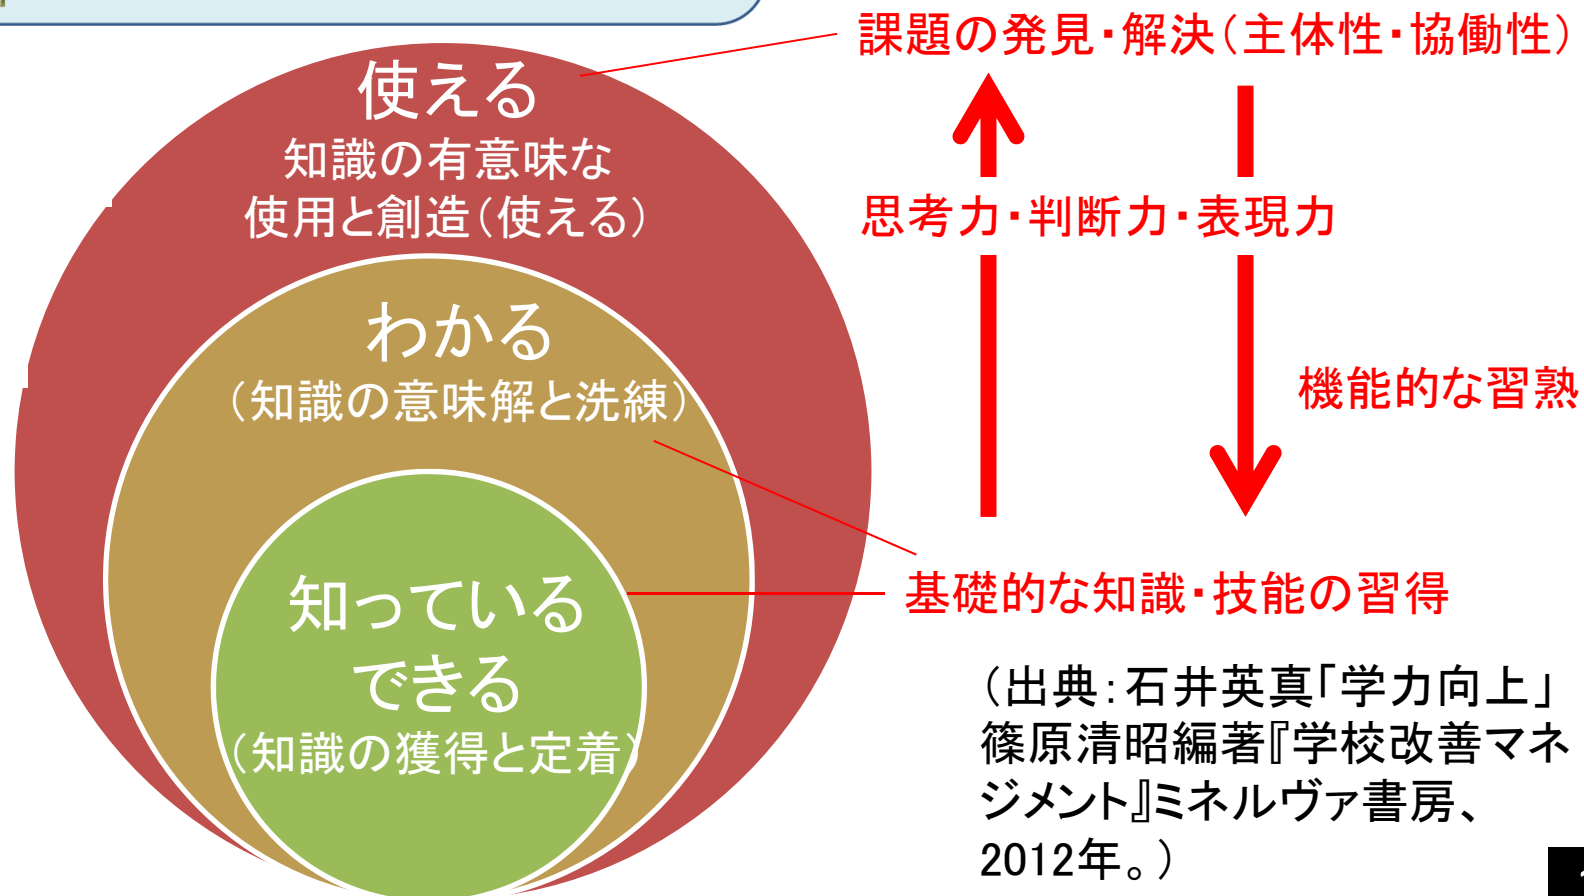 課題の発見・解決（主体性・協働性）
使える
知識の有意味な
使用と創造（使える）
思考力・判断力・表現力
わかる
（知識の意味解と洗練）
機能的な習熟
知っている
できる
（知識の獲得と定着）
基礎的な知識・技能の習得
（出典：石井英真「学力向上」
篠原清昭編著『学校改善マネ
ジメント』ミネルヴァ書房、
2012年。）